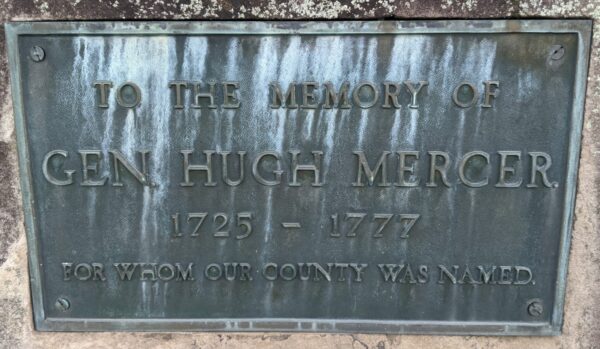 TO THE MEMORY OF
GEN. HUGH MERCER.
1725 - 1777
FOR WHOM OUR COUNTY WAS NAMED.